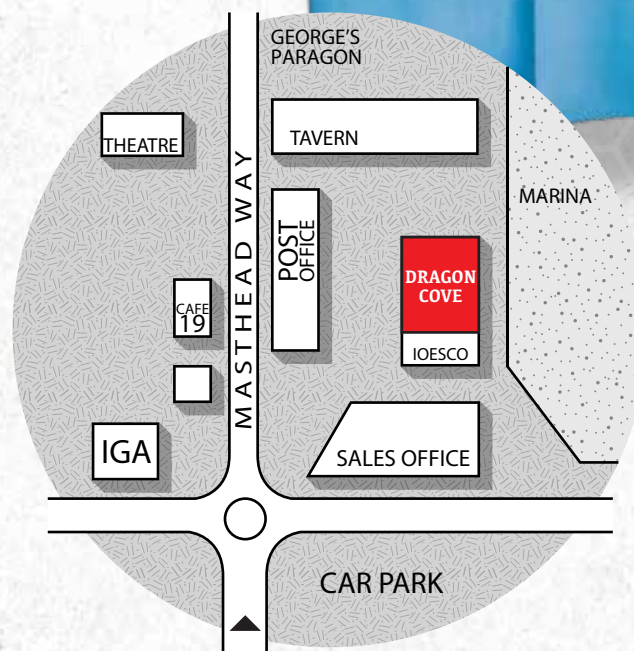 GEORGE'S
PARAGON
THEATRE
TAVERN
MASTHEAD WAY
POST
OFFICE
MARINA
DRAGON
COVE
CAFE
19
IOESCO
IGA
SALES OFFICE
CAR PARK